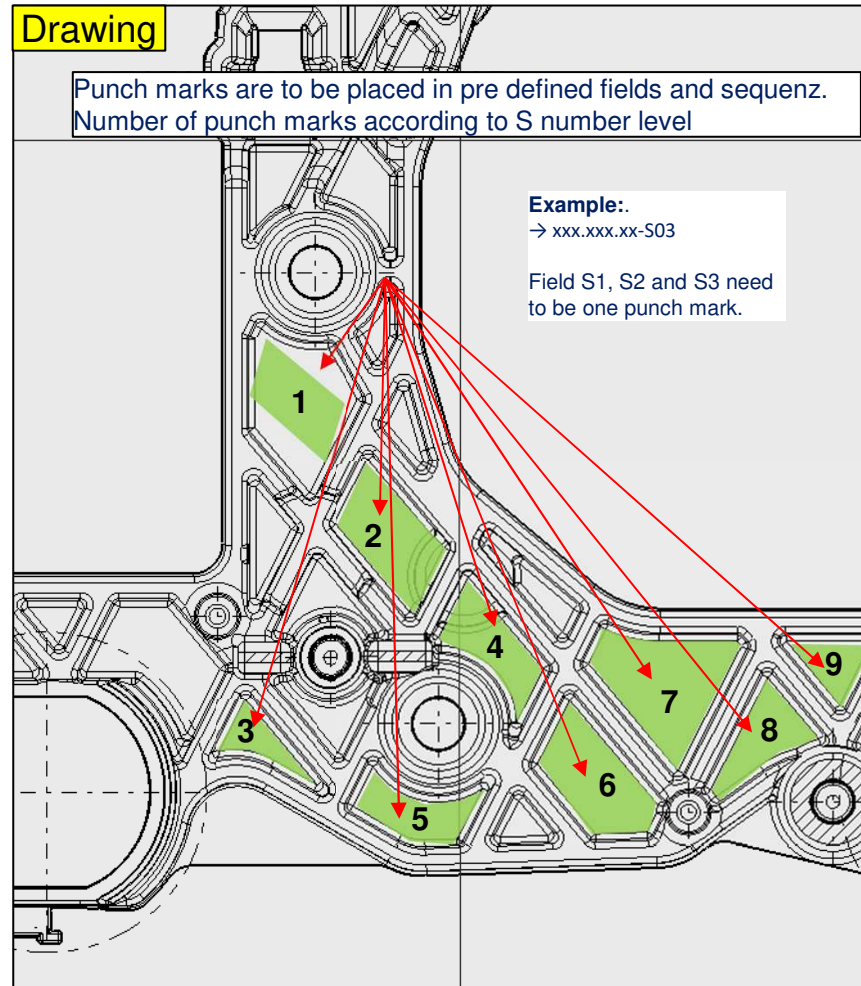 Drawing
Punch marks are to be placed in pre defined fields and sequenz.
Number of punch marks according to S number level
Example:.
→ xxx.xxx.xx-S03
Field S1, S2 and S3 need
to be one punch mark.
1
2
4
9
7
3
8
6
5